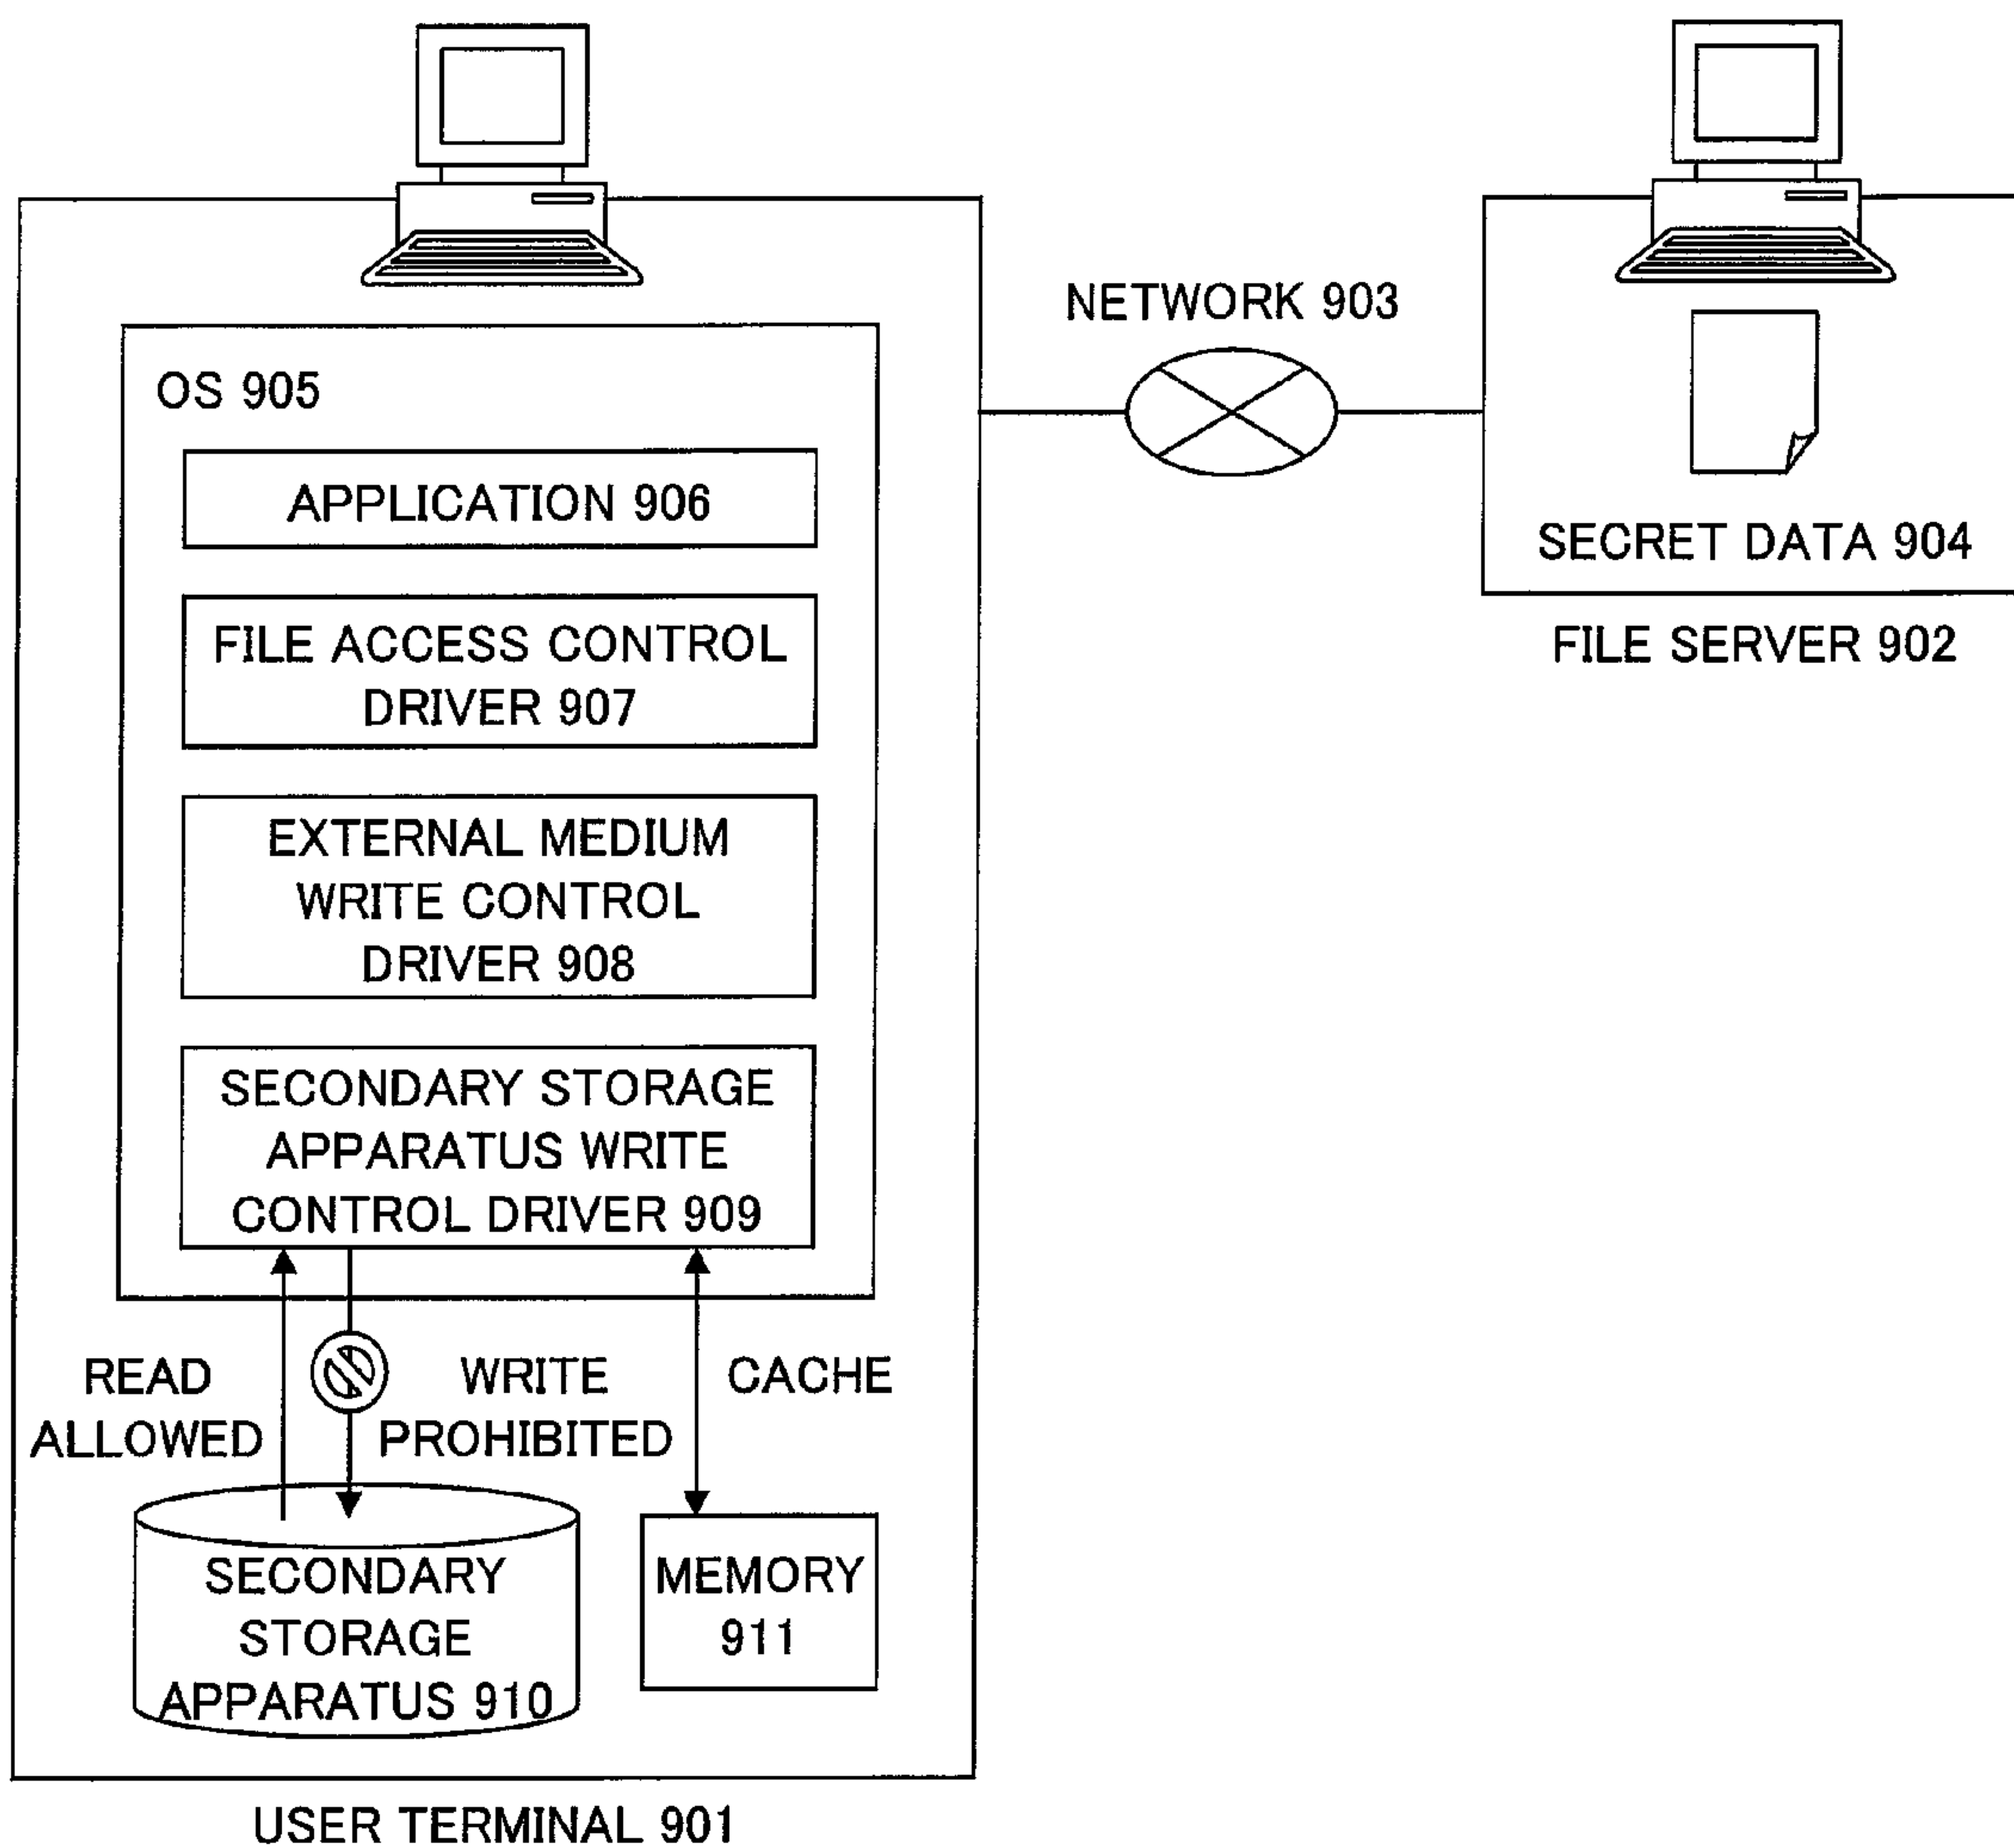 NETWORK 903
OS 905
APPLICATION 906
FILE ACCESS CONTROL
DRIVER 907
EXTERNAL MEDIUM
WRITE CONTROL
DRIVER 908
SECONDARY STORAGE
APPARATUS WRITE
CONTROL DRIVER 909
READ
ALLOWED
WRITE
PROHIBITED
CACHE
SECONDARY
STORAGE
APPARATUS 910
MEMORY
911
USER TERMINAL 901
SECRET DATA 904
FILE SERVER 902